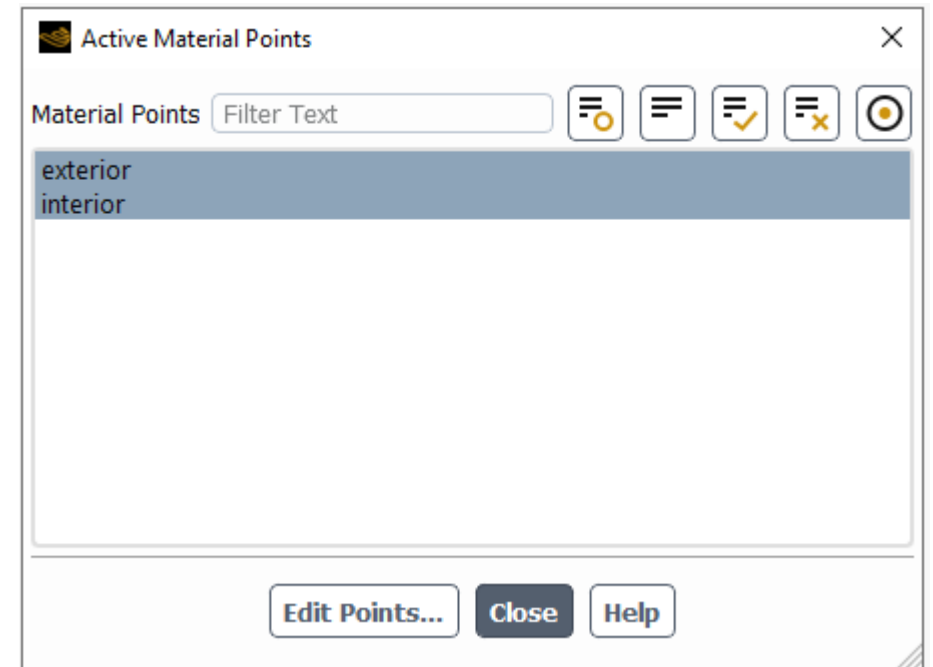 Active Material Points
Material Points Filter Text
exterior
interior
Edit Points... Close Help